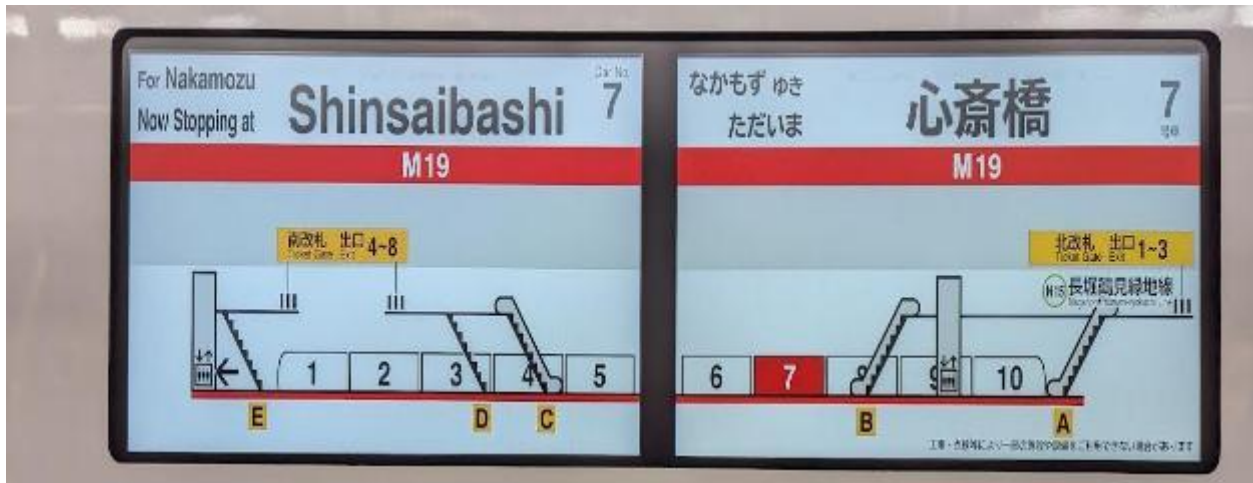 For Nakamozu
Now Stopping at
Shinsaibashi
Car No.
7
M19
南改札 出口 4~8
Ticket Gate Exit
1 2 3 4 5
E D C
なかもず ゆき
ただいま
心斎橋
7
号車
M19
北改札 出口 1~3
Ticket Gate Exit
N15 長堀鶴見緑地線
6 7 8 9 10
B A